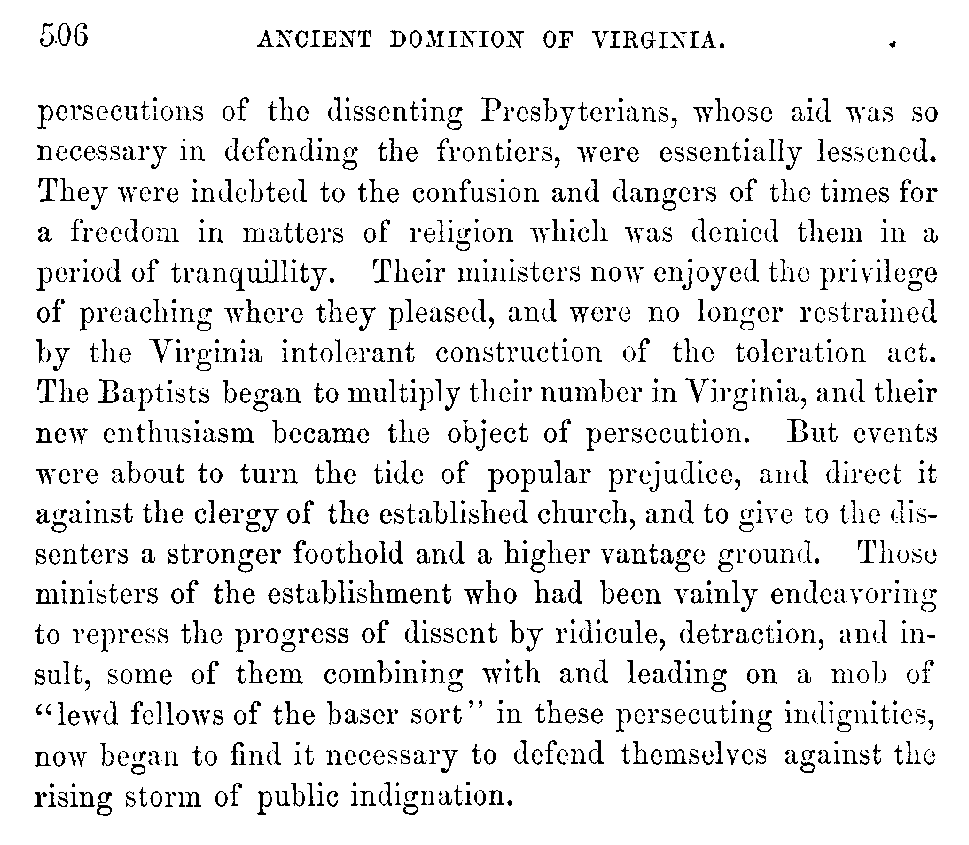 506 ANCIENT DOMINION OF VIRGINIA.
persecutions of the dissenting Presbyterians, whose aid was so
necessary in defending the frontiers, were essentially lessened.
They were indebted to the confusion and dangers of the times for
a freedom in matters of religion which was denied them in a
period of tranquillity. Their ministers now enjoyed the privilege
of preaching where they pleased, and were no longer restrained
by the Virginia intolerant construction of the toleration act.
The Baptists began to multiply their number in Virginia, and their
new enthusiasm became the object of persecution. But events
were about to turn the tide of popular prejudice, and direct it
against the clergy of the established church, and to give to the dis-
senters a stronger foothold and a higher vantage ground. Those
ministers of the establishment who had been vainly endeavoring
to repress the progress of dissent by ridicule, detraction, and in-
sult, some of them combining with and leading on a mob of
“lewd fellows of the baser sort” in these persecuting indignities,
now began to find it necessary to defend themselves against the
rising storm of public indignation.